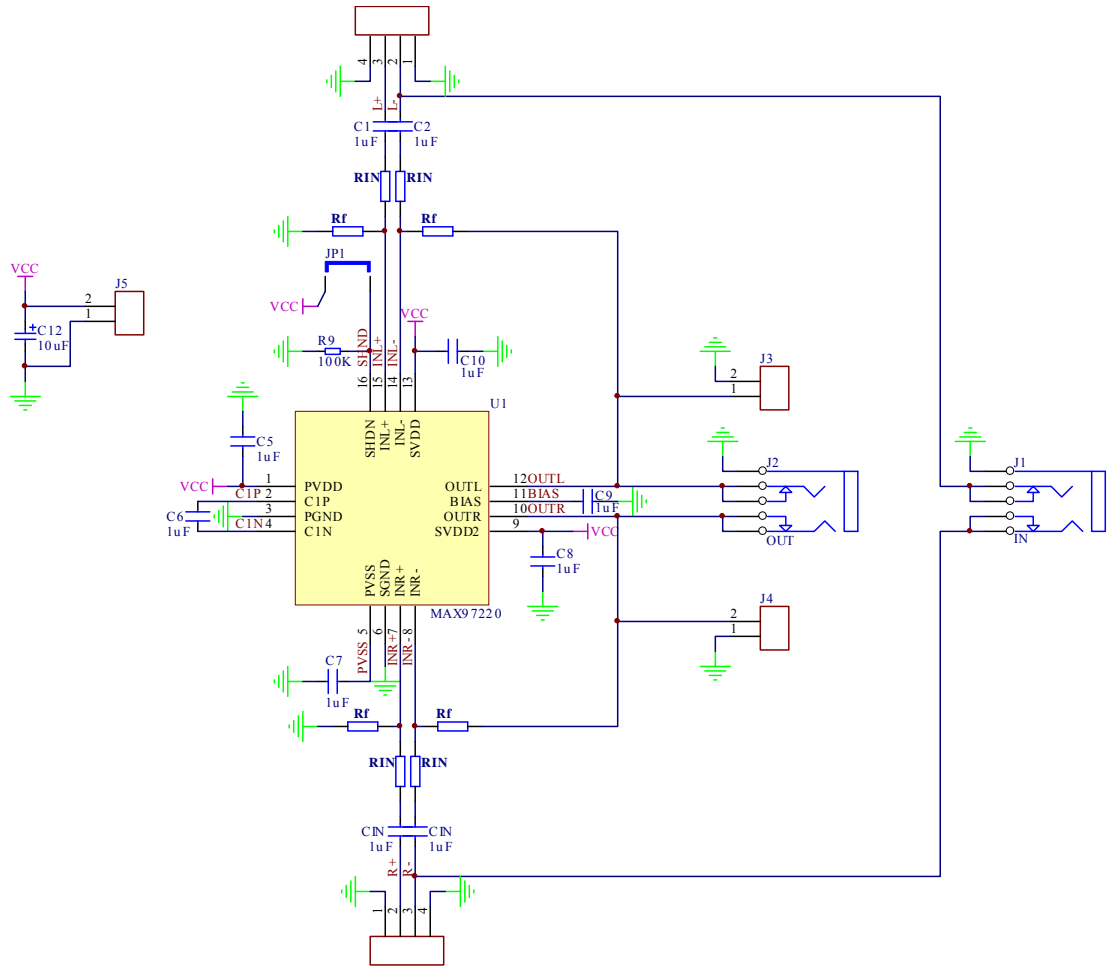 4 3 2 1
L+ L-
C1 C2
1uF 1uF
RIN RIN
Rf Rf
JP1
VCC
VCC
J5
2
1
C12
10uF
VCC
R9
100K
SHND
INL+
INL-
C10
1uF
16 15 14 13
U1
SHDN INL+ INL- SVDD
C5
1uF
VCC
1 PVDD
C1P 2 C1P
3 PGND
C1N 4 C1N
C6
1uF
OUTL 12 OUTL
BIAS 11 BIAS
OUTR 10 OUTR
SVDD2 9
C9
1uF
VCC
C8
1uF
PVSS SGND INR+ INR-
MAX97220
PVSS 5
6
INR+ 7
INR- 8
J3
2
1
J2
OUT
J1
IN
J4
2
1
C7
1uF
Rf Rf
RIN RIN
CIN CIN
1uF 1uF
R+ R-
1 2 3 4